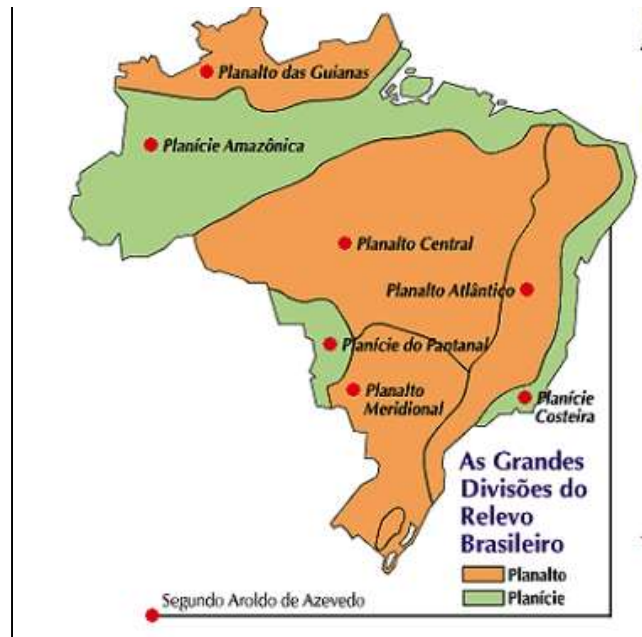 Planalto das Guianas
Planície Amazônica
Planalto Central
Planalto Atlântico
Planície do Pantanal
Planalto
Meridional
Planície
Costeira
As Grandes
Divisões do
Relevo
Brasileiro
Planalto
Planície
Segundo Aroldo de Azevedo